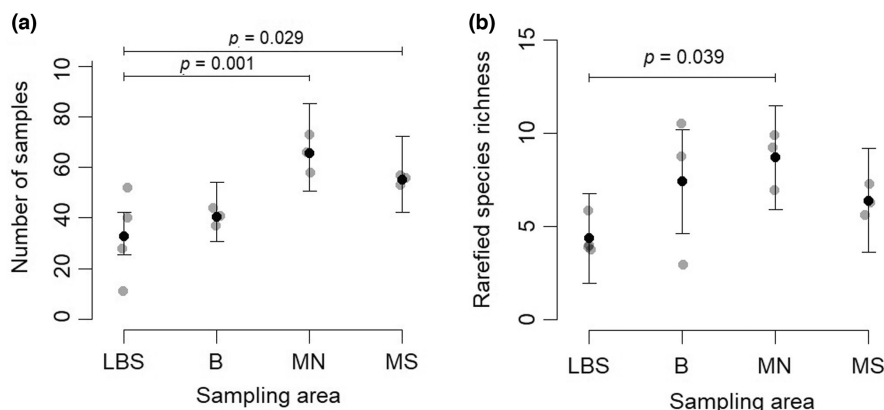 (a)
p = 0.029
p = 0.001
Number of samples
10
80
60
40
20
0
LBS B MN MS
Sampling area
(b)
p = 0.039
Rarefied species richness
15
10
5
0
LBS B MN MS
Sampling area